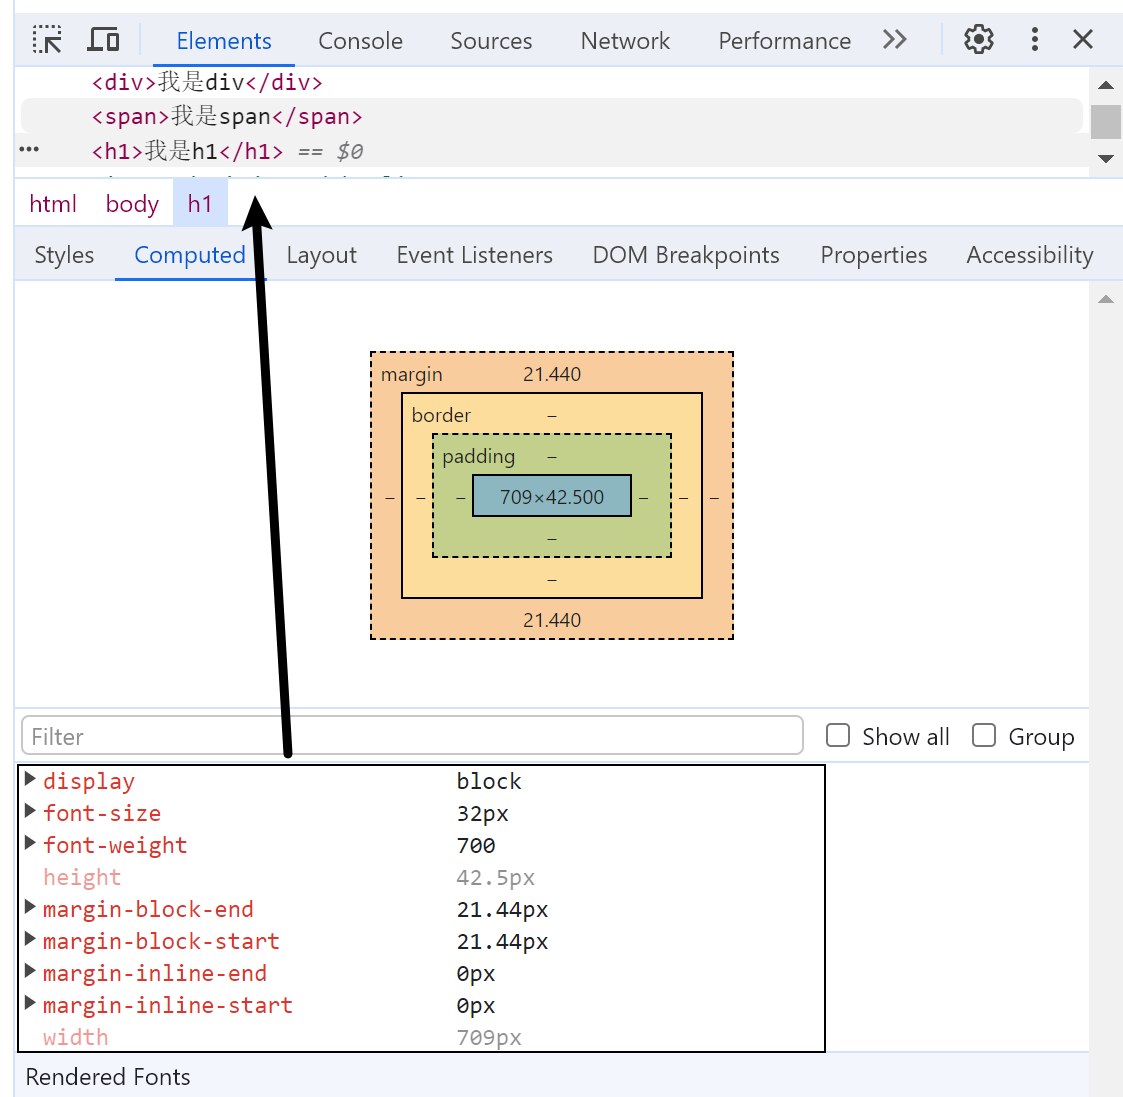 Elements Console Sources Network Performance
<div>我是div</div>
<span>我是span</span>
<h1>我是h1</h1> == $0
html body h1
Styles Computed Layout Event Listeners DOM Breakpoints Properties Accessibility
margin 21.440
border –
padding –
– – – 709×42.500 – – –
–
–
21.440
Filter Show all Group
display block
font-size 32px
font-weight 700
height 42.5px
margin-block-end 21.44px
margin-block-start 21.44px
margin-inline-end 0px
margin-inline-start 0px
width 709px
Rendered Fonts